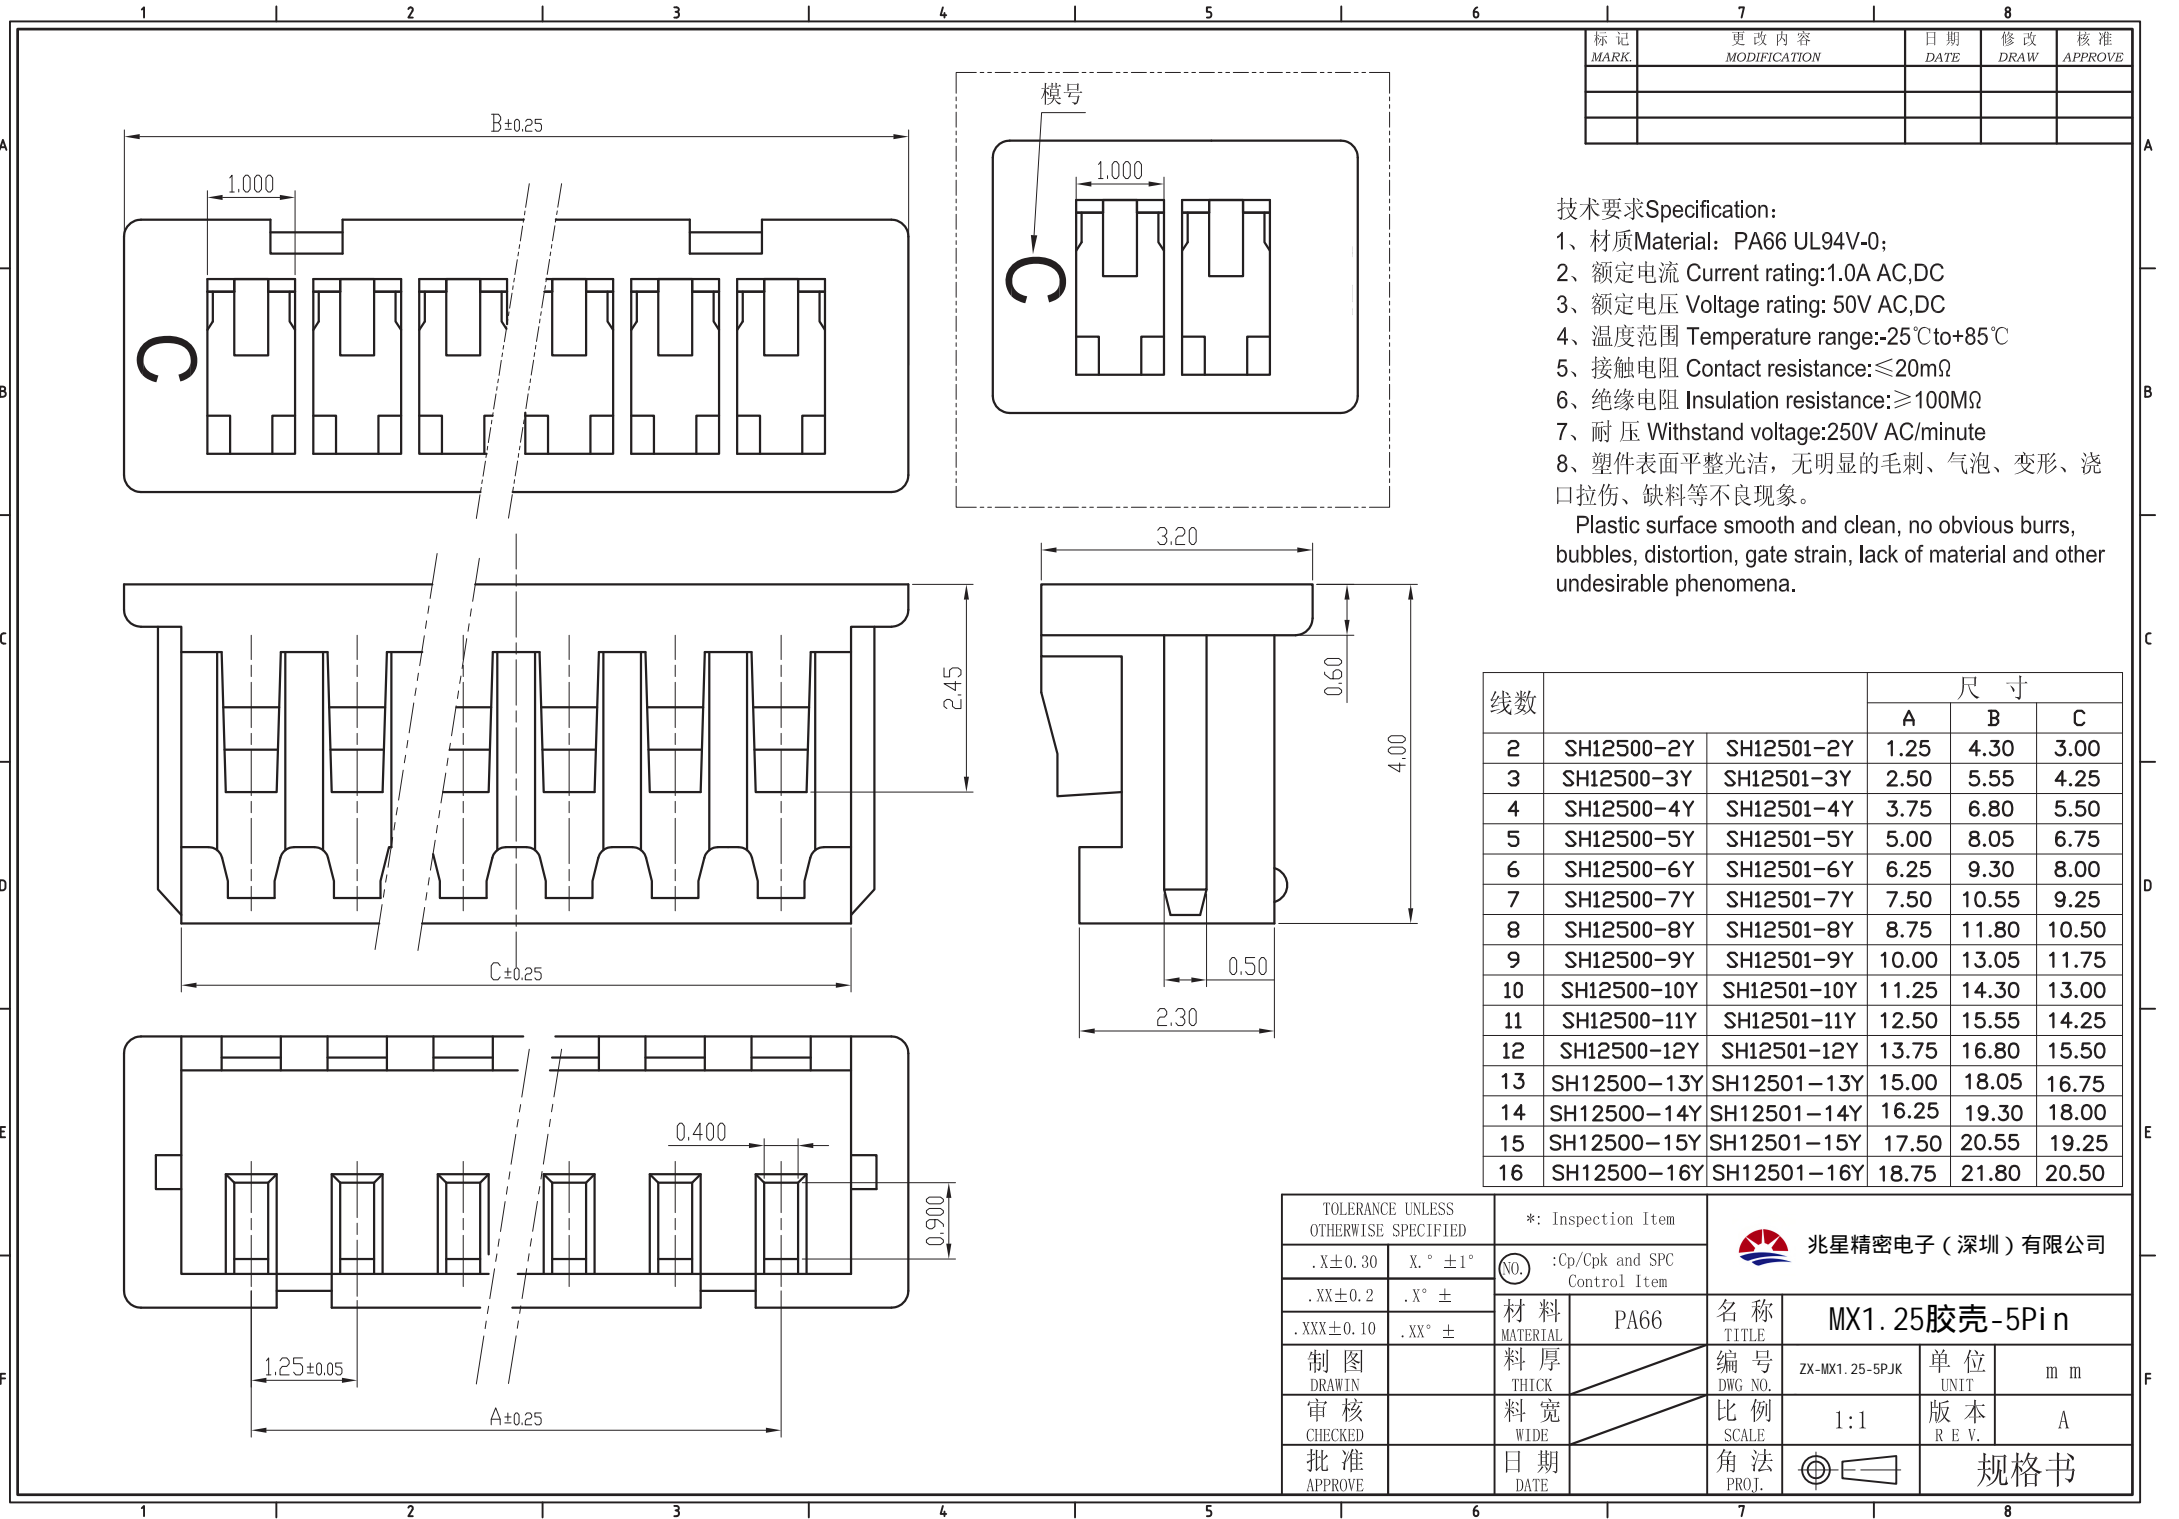 1 2 3 4 5 6 7 8
标记 更改内容 日期 修改 核准
MARK. MODIFICATION DATE DRAW APPROVE
A A
B B
C C
D D
E E
F F
B±0.25
1.000
C
模号
1.000
C
技术要求Specification:
1、材质Material: PA66 UL94V-0;
2、额定电流 Current rating:1.0A AC,DC
3、额定电压 Voltage rating: 50V AC,DC
4、温度范围 Temperature range:-25℃to+85℃
5、接触电阻 Contact resistance:≤20mΩ
6、绝缘电阻 Insulation resistance:≥100MΩ
7、耐 压 Withstand voltage:250V AC/minute
8、塑件表面平整光洁，无明显的毛刺、气泡、变形、浇
口拉伤、缺料等不良现象。
Plastic surface smooth and clean, no obvious burrs,
bubbles, distortion, gate strain, lack of material and other
undesirable phenomena.
3.20
2.45
0.60
4.00
0.50
2.30
C±0.25
0.400
0.900
1.25±0.05
A±0.25
线数 尺 寸
A B C
2 SH12500-2Y SH12501-2Y 1.25 4.30 3.00
3 SH12500-3Y SH12501-3Y 2.50 5.55 4.25
4 SH12500-4Y SH12501-4Y 3.75 6.80 5.50
5 SH12500-5Y SH12501-5Y 5.00 8.05 6.75
6 SH12500-6Y SH12501-6Y 6.25 9.30 8.00
7 SH12500-7Y SH12501-7Y 7.50 10.55 9.25
8 SH12500-8Y SH12501-8Y 8.75 11.80 10.50
9 SH12500-9Y SH12501-9Y 10.00 13.05 11.75
10 SH12500-10Y SH12501-10Y 11.25 14.30 13.00
11 SH12500-11Y SH12501-11Y 12.50 15.55 14.25
12 SH12500-12Y SH12501-12Y 13.75 16.80 15.50
13 SH12500-13Y SH12501-13Y 15.00 18.05 16.75
14 SH12500-14Y SH12501-14Y 16.25 19.30 18.00
15 SH12500-15Y SH12501-15Y 17.50 20.55 19.25
16 SH12500-16Y SH12501-16Y 18.75 21.80 20.50
TOLERANCE UNLESS
OTHERWISE SPECIFIED
.X±0.30 X.° ±1°
.XX±0.2 .X° ±
.XXX±0.10 .XX° ±
*: Inspection Item
NO. :Cp/Cpk and SPC
Control Item
兆星精密电子（深圳）有限公司
材料 PA66 名称 MX1.25胶壳-5Pin
MATERIAL TITLE
制图 料厚 编号 ZX-MX1.25-5PJK 单位 m m
DRAWIN THICK DWG NO. UNIT
审核 料宽 比例 1:1 版本 A
CHECKED WIDE SCALE R E V.
批准 日期 角法 规格书
APPROVE DATE PROJ.
1 2 3 4 5 6 7 8